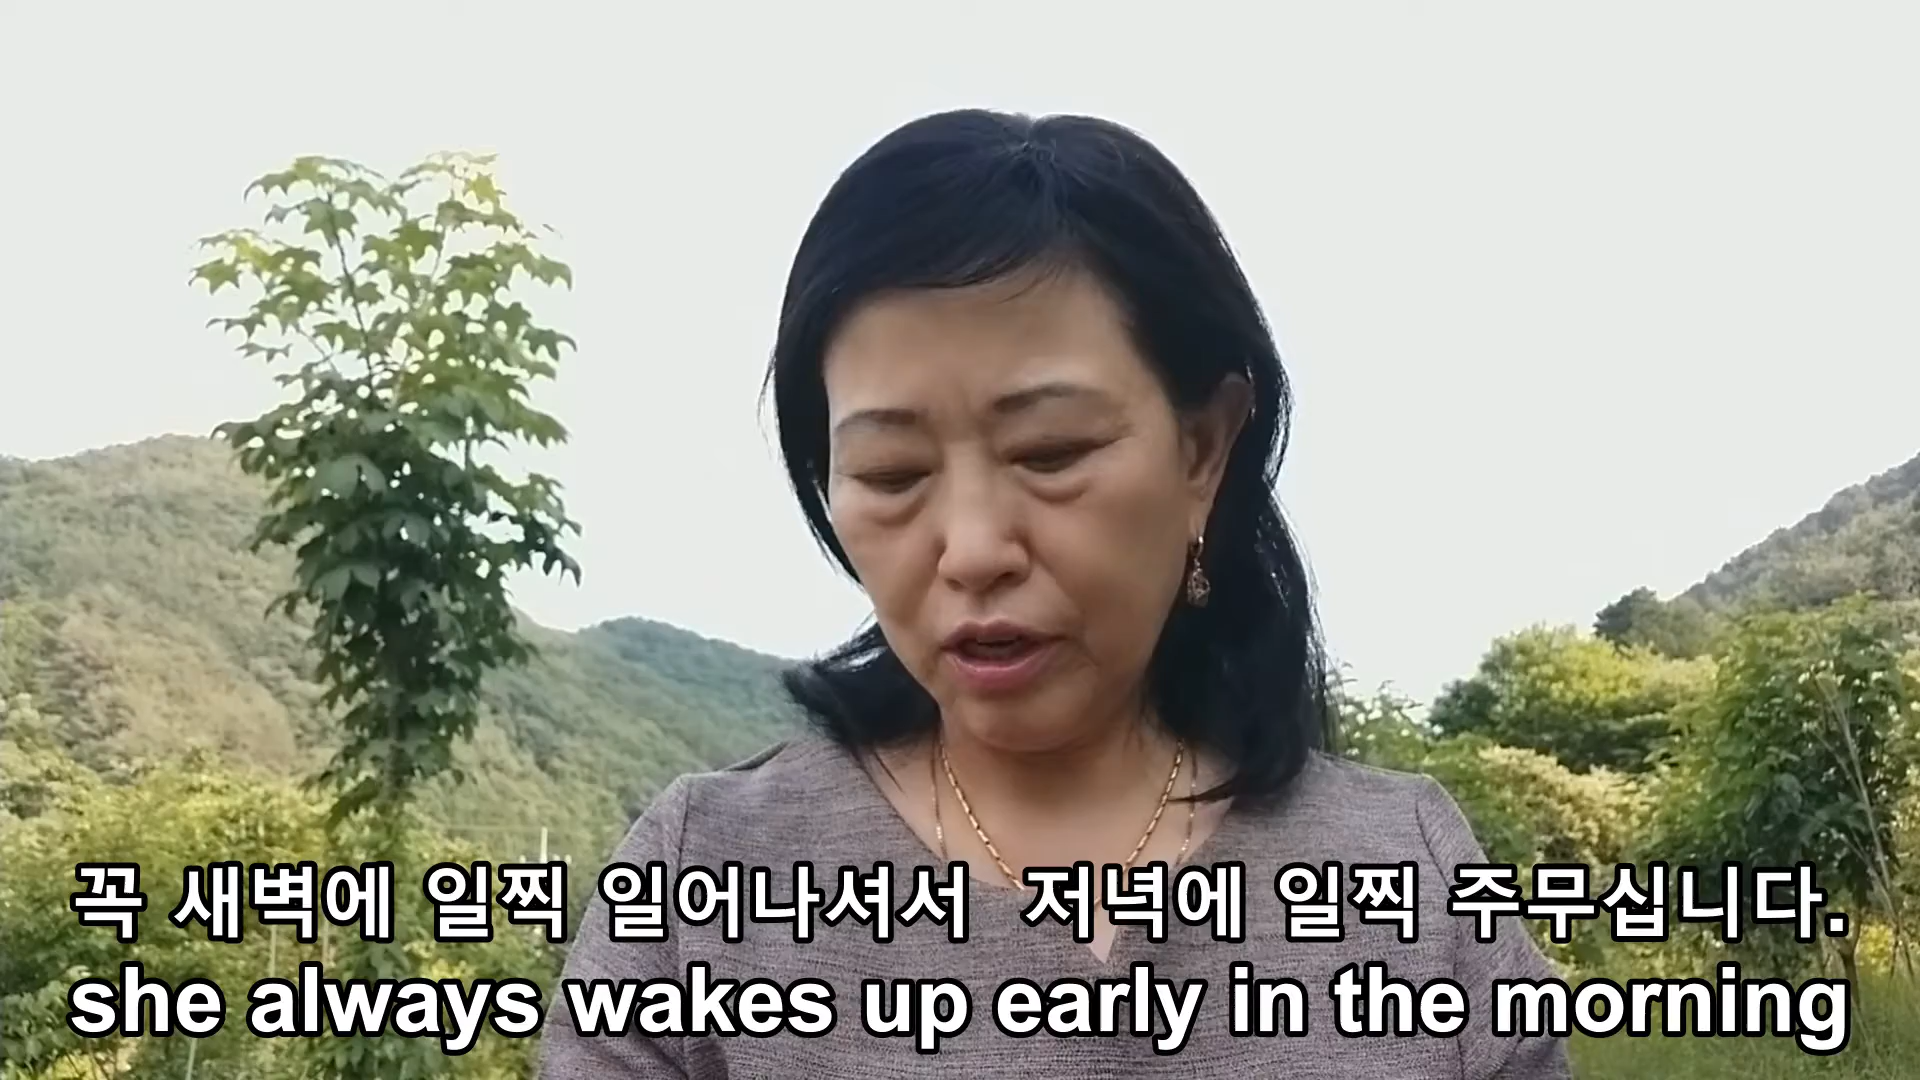 꼭 새벽에 일찍 일어나셔서 저녁에 일찍 주무십니다.
she always wakes up early in the morning